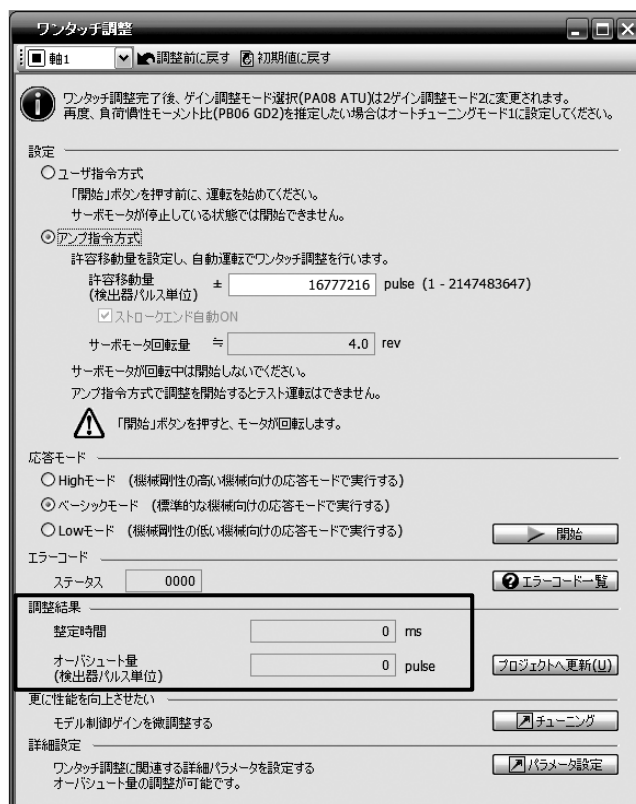 ワンタッチ調整
軸1 調整前に戻す 初期値に戻す
ワンタッチ調整完了後、ゲイン調整モード選択(PA08 ATU)は2ゲイン調整モード2に変更されます。
再度、負荷慣性モーメント比(PB06 GD2)を推定したい場合はオートチューニングモード1に設定してください。
設定
ユーザ指令方式
「開始」ボタンを押す前に、運転を始めてください。
サーボモータが停止している状態では開始できません。
アンプ指令方式
許容移動量を設定し、自動運転でワンタッチ調整を行います。
許容移動量
(検出器パルス単位) ± 16777216 pulse (1 - 2147483647)
ストロークエンド自動ON
サーボモータ回転量 ≒ 4.0 rev
サーボモータが回転中は開始しないでください。
アンプ指令方式で調整を開始するとテスト運転はできません。
「開始」ボタンを押すと、モータが回転します。
応答モード
Highモード (機械剛性の高い機械向けの応答モードで実行する)
ベーシックモード (標準的な機械向けの応答モードで実行する)
Lowモード (機械剛性の低い機械向けの応答モードで実行する) 開始
エラーコード
ステータス 0000 エラーコード一覧
調整結果
整定時間 0 ms
オーバシュート量
(検出器パルス単位) 0 pulse プロジェクトへ更新(U)
更に性能を向上させたい
モデル制御ゲインを微調整する チューニング
詳細設定
ワンタッチ調整に関連する詳細パラメータを設定する パラメータ設定
オーバシュート量の調整が可能です。